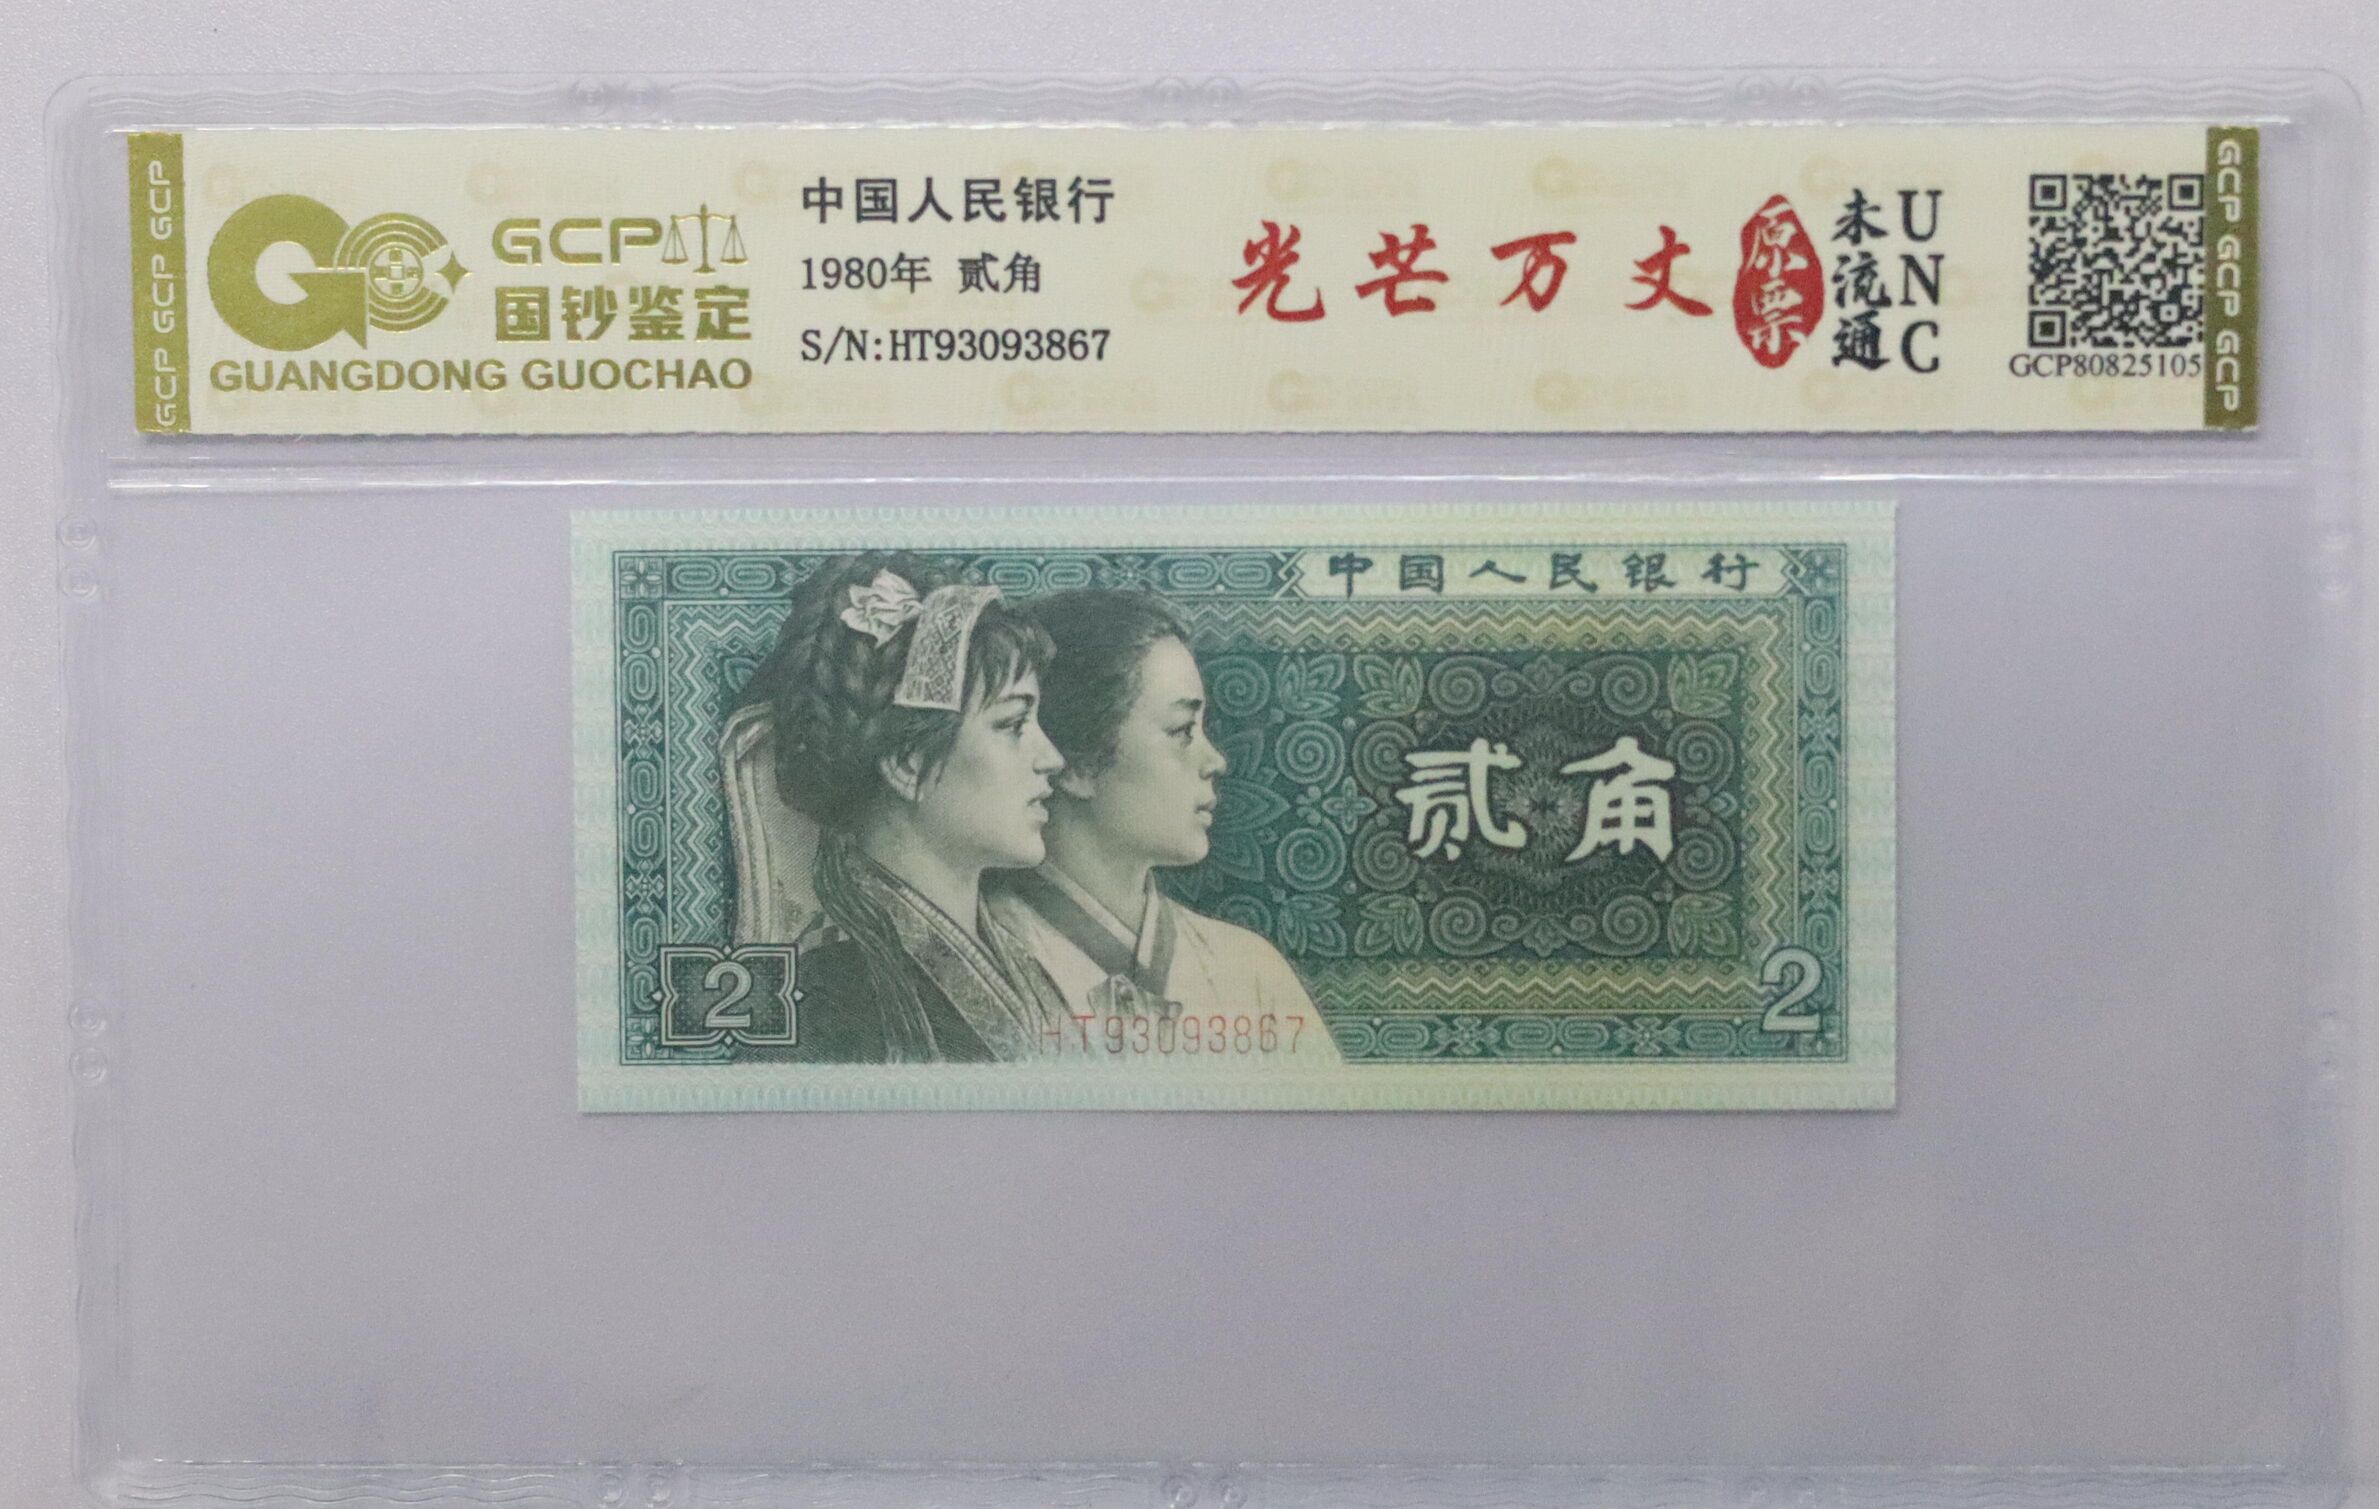 GCP GCP GCP
GCP
国钞鉴定
GUANGDONG GUOCHAO
中国人民银行
1980年 贰角
S/N:HT93093867
光芒万丈
原票
未流通
UNC
GCP80825105
GCP GCP GCP
中国人民银行
贰角
2
2
HT93093867